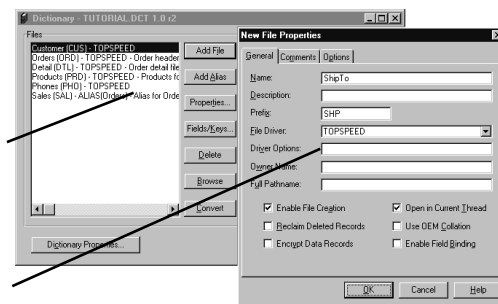 Dictionary - TUTORIAL.DCT 1.0 r2
Files
Customer (CUS) - TOPSPEED
Orders (ORD) - TOPSPEED - Order header
Detail (DTL) - TOPSPEED - Order detail file
Products (PRD) - TOPSPEED - Products fo
Phones (PHO) - TOPSPEED
Sales (SAL) - ALIAS(Orders) - Alias for Orde
Add File
Add Alias
Properties...
Fields/Keys...
Delete
Browse
Convert
Dictionary Properties...
New File Properties
General Comments Options
Name: ShipTo
Description:
Prefix: SHP
File Driver: TOPSPEED
Driver Options:
Owner Name:
Full Pathname:
Enable File Creation
Open in Current Thread
Reclaim Deleted Records
Use OEM Collation
Encrypt Data Records
Enable Field Binding
OK Cancel Help